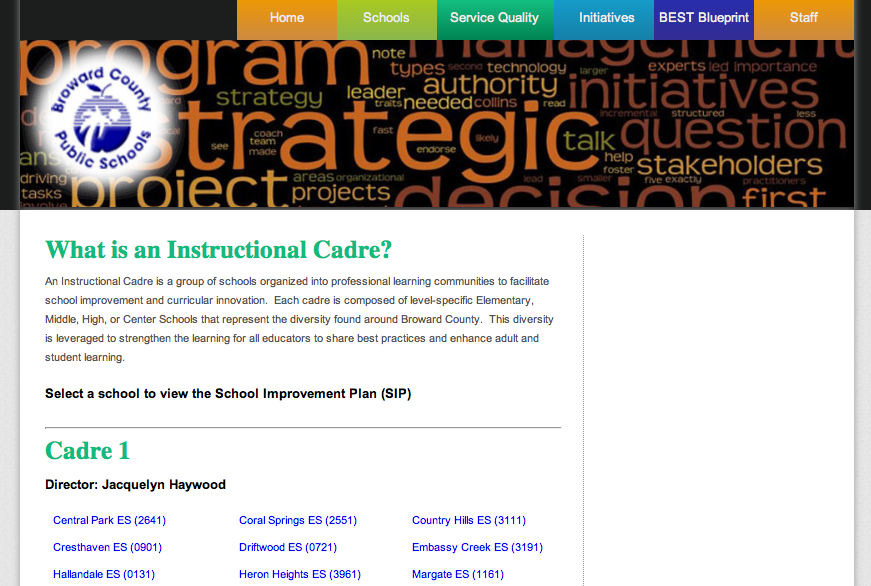 Home Schools Service Quality Initiatives BEST Blueprint Staff
program management
note
types second technology larger experts led importance
strategy leader authority initiatives
traits needed collins read incremental structured less
Broward County
Public Schools
strategic question
coach
team
made
see fast endorse likely talk
help stakeholders
foster five exactly practitioners
driving
tasks
involve
project areas organizational
projects decision lead smaller first
What is an Instructional Cadre?
An Instructional Cadre is a group of schools organized into professional learning communities to facilitate
school improvement and curricular innovation.  Each cadre is composed of level-specific Elementary,
Middle, High, or Center Schools that represent the diversity found around Broward County.  This diversity
is leveraged to strengthen the learning for all educators to share best practices and enhance adult and
student learning.
Select a school to view the School Improvement Plan (SIP)
Cadre 1
Director: Jacquelyn Haywood
Central Park ES (2641) Coral Springs ES (2551) Country Hills ES (3111)
Cresthaven ES (0901) Driftwood ES (0721) Embassy Creek ES (3191)
Hallandale ES (0131) Heron Heights ES (3961) Margate ES (1161)